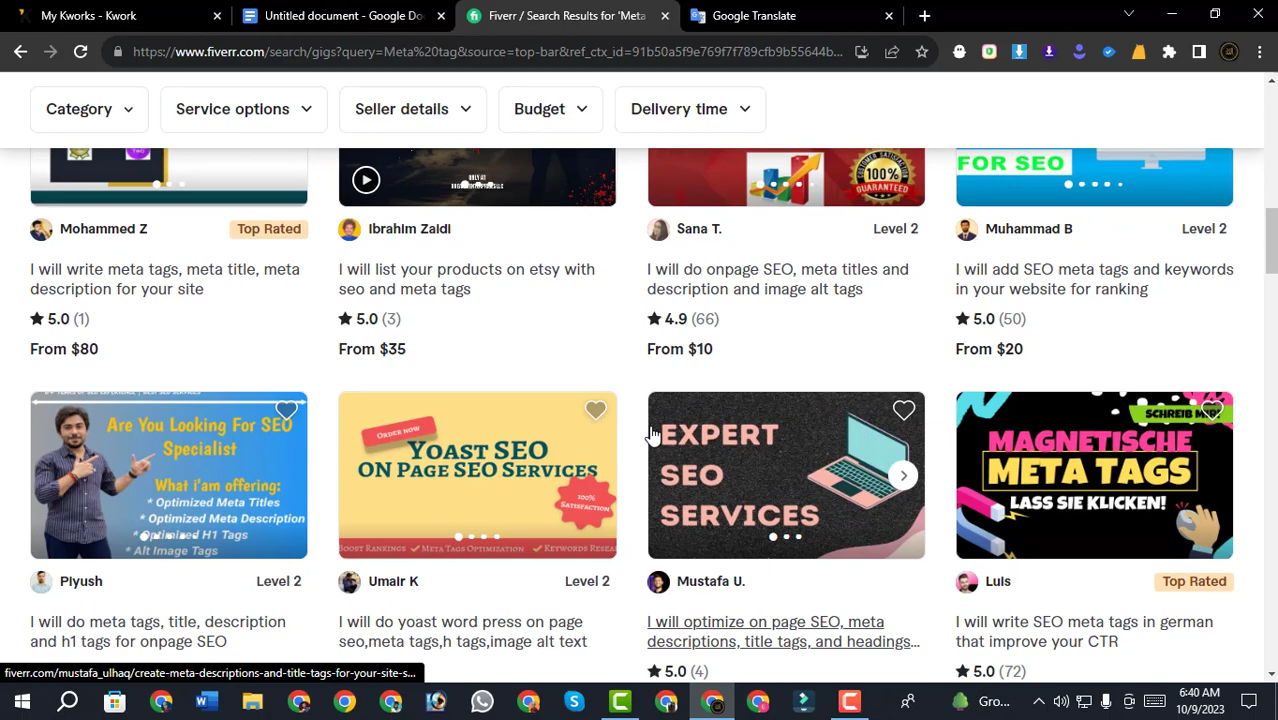 My Kworks - Kwork
Untitled document - Google Do
Fiverr / Search Results for 'Meta
Google Translate
https://www.fiverr.com/search/gigs?query=Meta%20tag&source=top-bar&ref_ctx_id=91b50a5f9e769f7f789cfb9b55644b...
Category
Service options
Seller details
Budget
Delivery time
100%
GUARANTEED
FOR SEO
Mohammed Z
Top Rated
Ibrahim Zaidi
Sana T.
Level 2
Muhammad B
Level 2
I will write meta tags, meta title, meta
description for your site
I will list your products on etsy with
seo and meta tags
I will do onpage SEO, meta titles and
description and image alt tags
I will add SEO meta tags and keywords
in your website for ranking
5.0 (1)
5.0 (3)
4.9 (66)
5.0 (50)
From $80
From $35
From $10
From $20
Are You Looking For SEO
Specialist
What i'am offering:
* Optimized Meta Titles
* Optimized Meta Description
* Optimized H1 Tags
* Alt Image Tags
ORDER NOW
YOAST SEO
ON PAGE SEO SERVICES
100%
SATISFACTION
BOOST RANKINGS ✓ META TAGS OPTIMIZATION ✓ KEYWORDS RESEA
EXPERT
SEO
SERVICES
SCHREIB MIR!
MAGNETISCHE
META TAGS
LASS SIE KLICKEN!
Piyush
Level 2
Umair K
Level 2
Mustafa U.
Luis
Top Rated
I will do meta tags, title, description
and h1 tags for onpage SEO
I will do yoast word press on page
seo,meta tags,h tags,image alt text
I will optimize on page SEO, meta
descriptions, title tags, and headings...
I will write SEO meta tags in german
that improve your CTR
5.0 (4)
5.0 (72)
fiverr.com/mustafa_ulhaq/create-meta-descriptions-and-title-tags-for-your-site-s...
Gro...
6:40 AM
10/9/2023